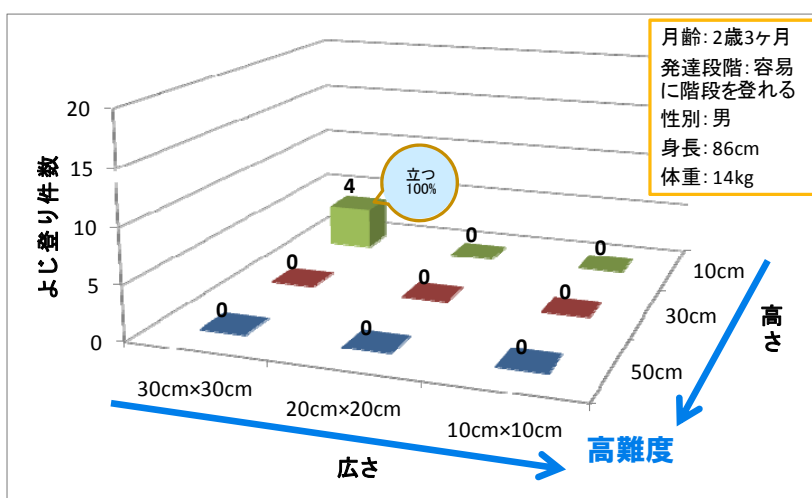 月齢：2歳3ヶ月
発達段階：容易
に階段を登れる
性別：男
身長：86cm
体重：14kg
よじ登り件数
20
15
10
5
0
立つ
100%
4
0
0
0
0
0
0
0
0
10cm
30cm
50cm
高さ
30cm×30cm
20cm×20cm
10cm×10cm
広さ
高難度